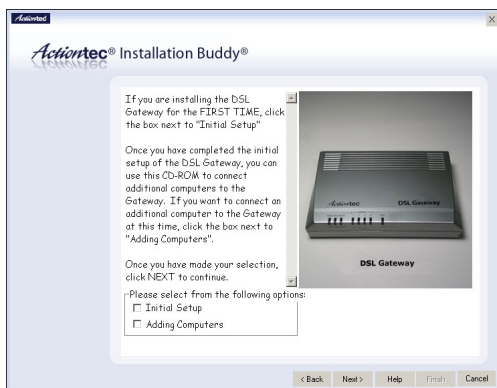 Actiontec
Actiontec® Installation Buddy®
If you are installing the DSL
Gateway for the FIRST TIME, click
the box next to "Initial Setup"
Once you have completed the initial
setup of the DSL Gateway, you can
use this CD-ROM to connect
additional computers to the
Gateway. If you want to connect an
additional computer to the Gateway
at this time, click the box next to
"Adding Computers".
Once you have made your selection,
click NEXT to continue.
Actiontec DSL Gateway
DSL Gateway
Please select from the following options:
Initial Setup
Adding Computers
< Back Next > Help Finish Cancel